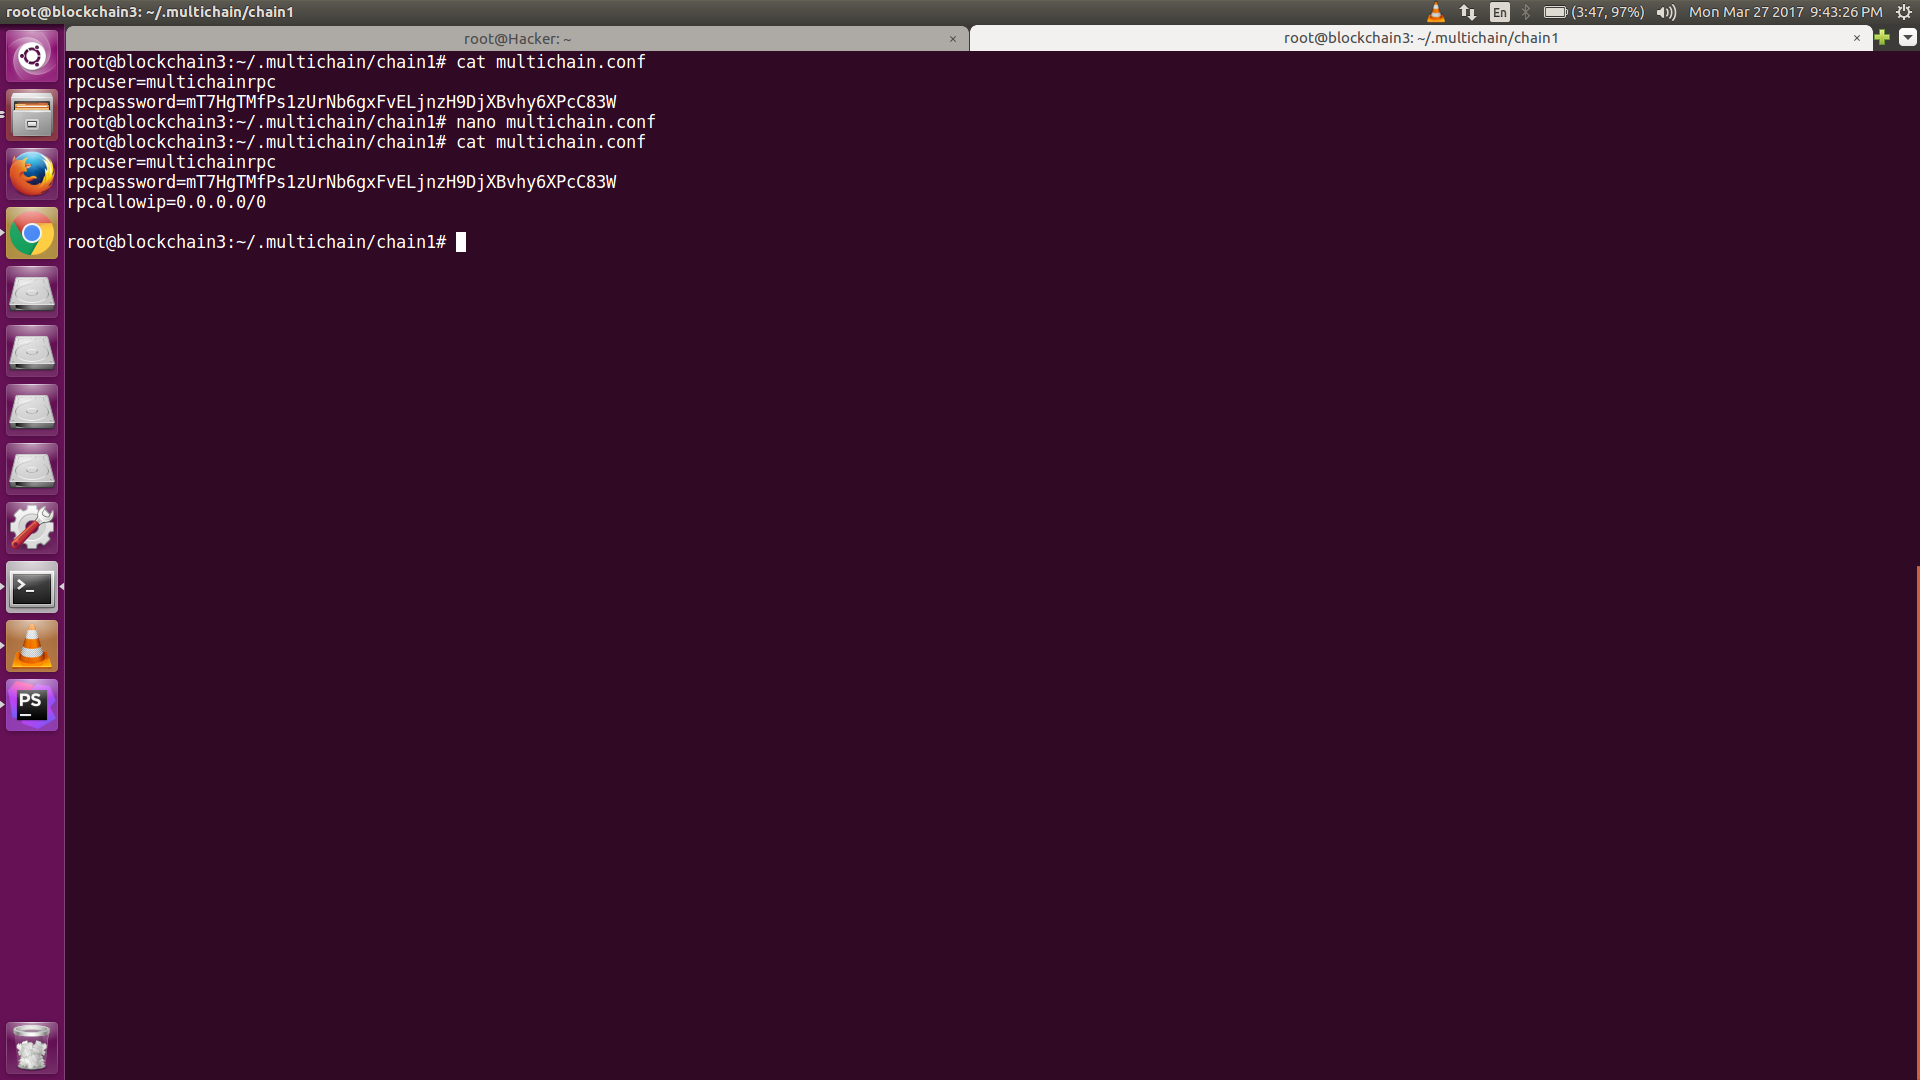 root@blockchain3: ~/.multichain/chain1
En
(3:47, 97%)
Mon Mar 27 2017 9:43:26 PM
root@Hacker: ~
×
root@blockchain3: ~/.multichain/chain1
×
root@blockchain3:~/.multichain/chain1# cat multichain.conf
rpcuser=multichainrpc
rpcpassword=mT7HgTMfPs1zUrNb6gxFvELjnzH9DjXBvhy6XPcC83W
root@blockchain3:~/.multichain/chain1# nano multichain.conf
root@blockchain3:~/.multichain/chain1# cat multichain.conf
rpcuser=multichainrpc
rpcpassword=mT7HgTMfPs1zUrNb6gxFvELjnzH9DjXBvhy6XPcC83W
rpcallowip=0.0.0.0/0
root@blockchain3:~/.multichain/chain1#
>_
PS